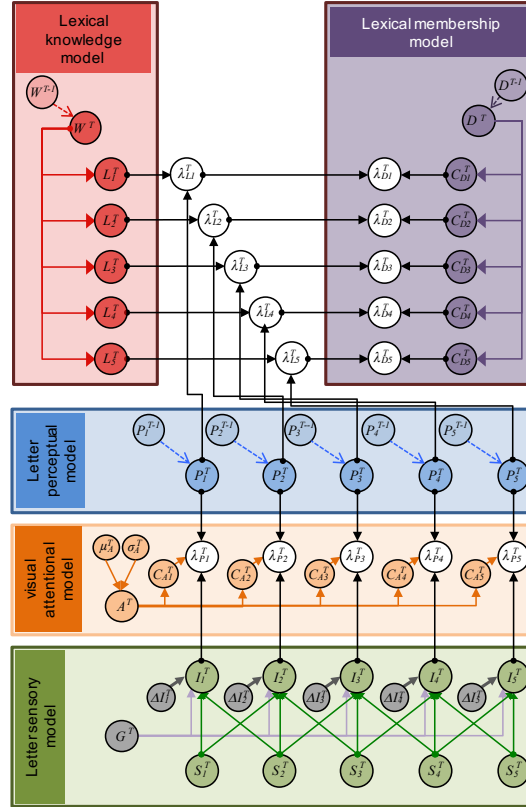 Lexical
knowledge
model
Lexical membership
model
W^{T-1}
W^T
D^{T-1}
D^T
L_1^T λ_{L1}^T λ_{D1}^T C_{D1}^T
L_2^T λ_{L2}^T λ_{D2}^T C_{D2}^T
L_3^T λ_{L3}^T λ_{D3}^T C_{D3}^T
L_4^T λ_{L4}^T λ_{D4}^T C_{D4}^T
L_5^T λ_{L5}^T λ_{D5}^T C_{D5}^T
Letter
perceptual
model
P_1^{T-1} P_2^{T-1} P_3^{T-1} P_4^{T-1} P_5^{T-1}
P_1^T P_2^T P_3^T P_4^T P_5^T
visual
attentional
model
μ_A^T σ_A^T λ_{P1}^T λ_{P2}^T λ_{P3}^T λ_{P4}^T λ_{P5}^T
C_{A1}^T C_{A2}^T C_{A3}^T C_{A4}^T C_{A5}^T
A^T
Letter sensory
model
I_1^T I_2^T I_3^T I_4^T I_5^T
ΔI_1^T ΔI_2^T ΔI_3^T ΔI_4^T ΔI_5^T
G^T
S_1^T S_2^T S_3^T S_4^T S_5^T